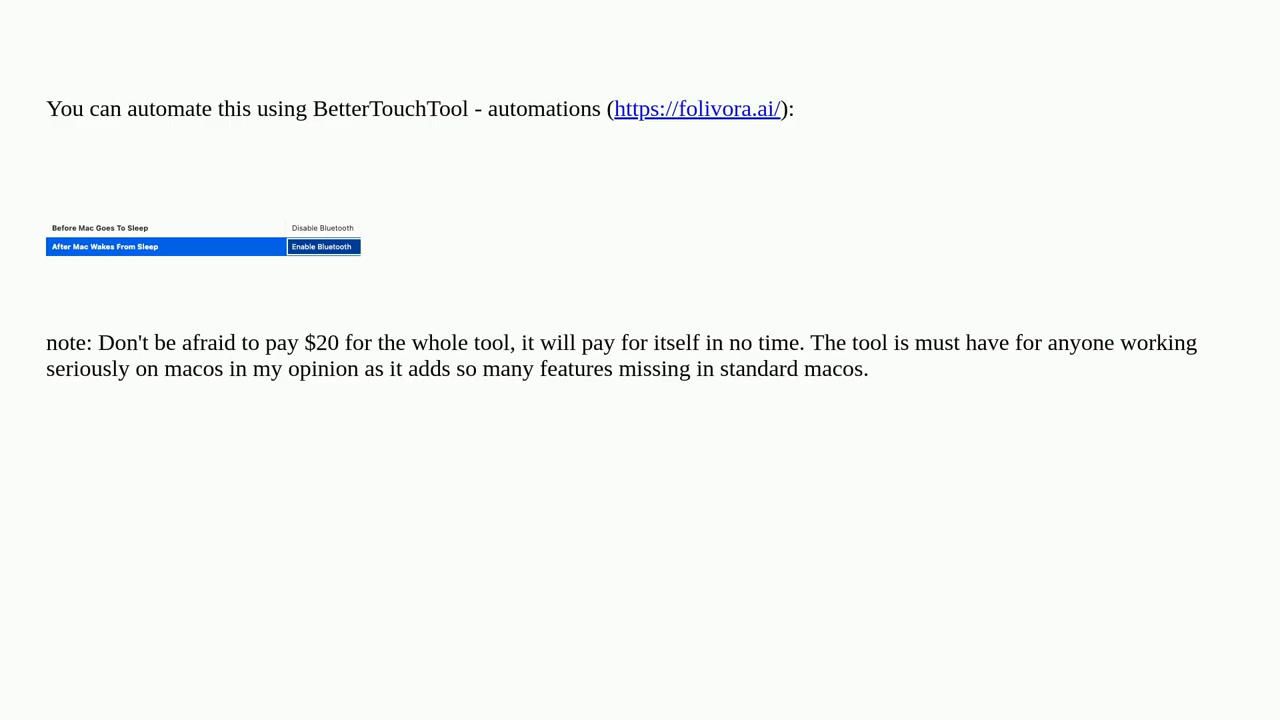 You can automate this using BetterTouchTool - automations (https://folivora.ai/):
Before Mac Goes To Sleep Disable Bluetooth
After Mac Wakes From Sleep Enable Bluetooth
note: Don't be afraid to pay $20 for the whole tool, it will pay for itself in no time. The tool is must have for anyone working
seriously on macos in my opinion as it adds so many features missing in standard macos.